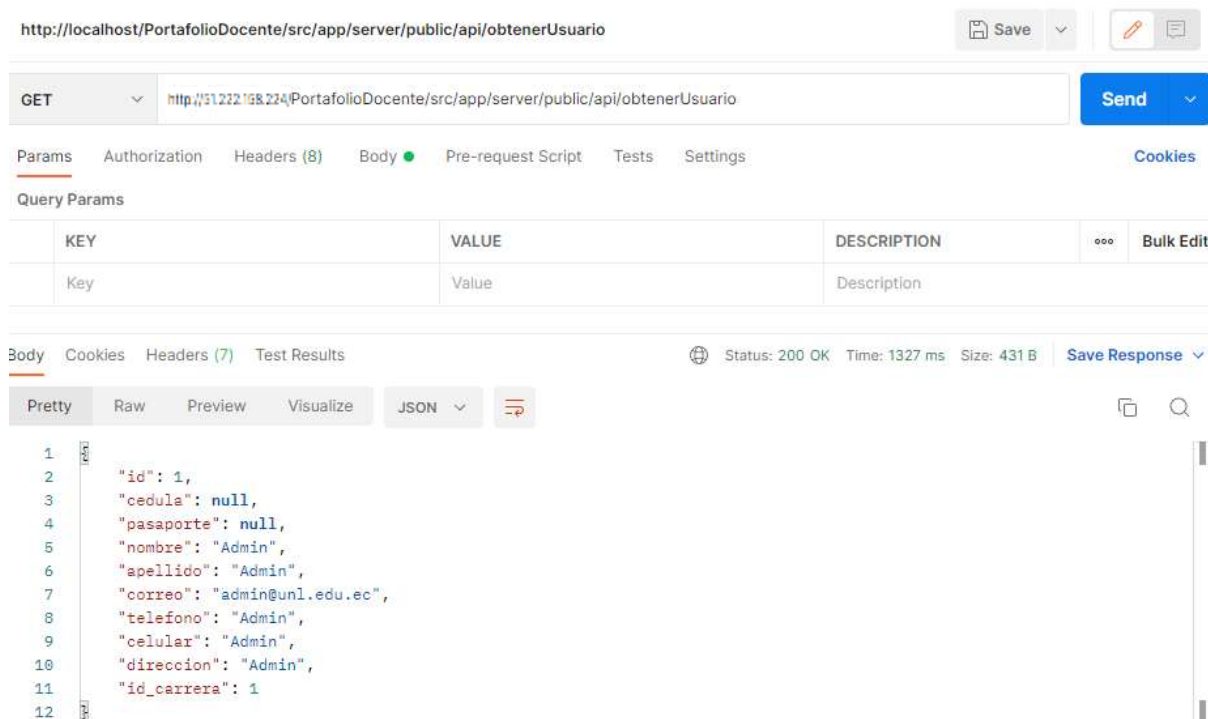 http://localhost/PortafolioDocente/src/app/server/public/api/obtenerUsuario Save
GET /PortafolioDocente/src/app/server/public/api/obtenerUsuario Send
Params Authorization Headers (8) Body Pre-request Script Tests Settings Cookies
Query Params
KEY VALUE DESCRIPTION ooo Bulk Edit
Key Value Description
Body Cookies Headers (7) Test Results Status: 200 OK Time: 1327 ms Size: 431 B Save Response
Pretty Raw Preview Visualize JSON
1 {
2 "id": 1,
3 "cedula": null,
4 "pasaporte": null,
5 "nombre": "Admin",
6 "apellido": "Admin",
7 "correo": "admin@unl.edu.ec",
8 "telefono": "Admin",
9 "celular": "Admin",
10 "direccion": "Admin",
11 "id_carrera": 1
12 }